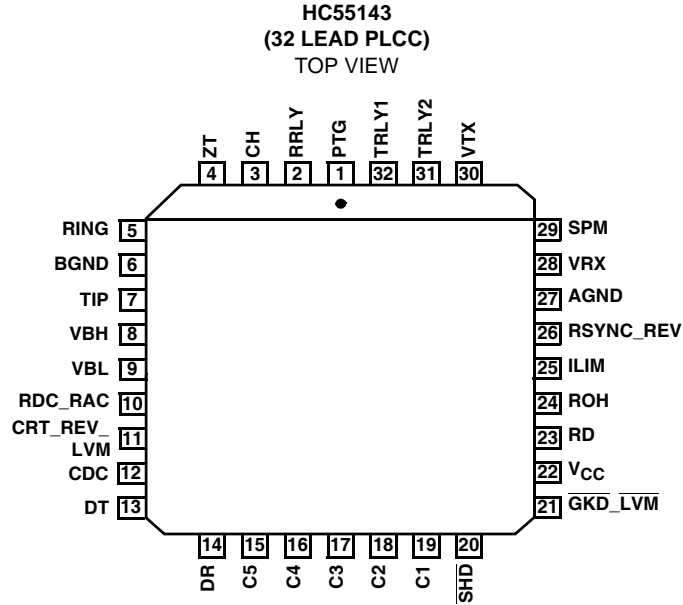 HC55143
(32 LEAD PLCC)
TOP VIEW
ZT
CH
RRLY
PTG
TRLY1
TRLY2
VTX
4 3 2 1 32 31 30
RING 5
BGND 6
TIP 7
VBH 8
VBL 9
RDC_RAC 10
CRT_REV_
LVM 11
CDC 12
DT 13
29 SPM
28 VRX
27 AGND
26 RSYNC_REV
25 ILIM
24 ROH
23 RD
22 VCC
21 GKD_LVM
14 15 16 17 18 19 20
DR
C5
C4
C3
C2
C1
SHD